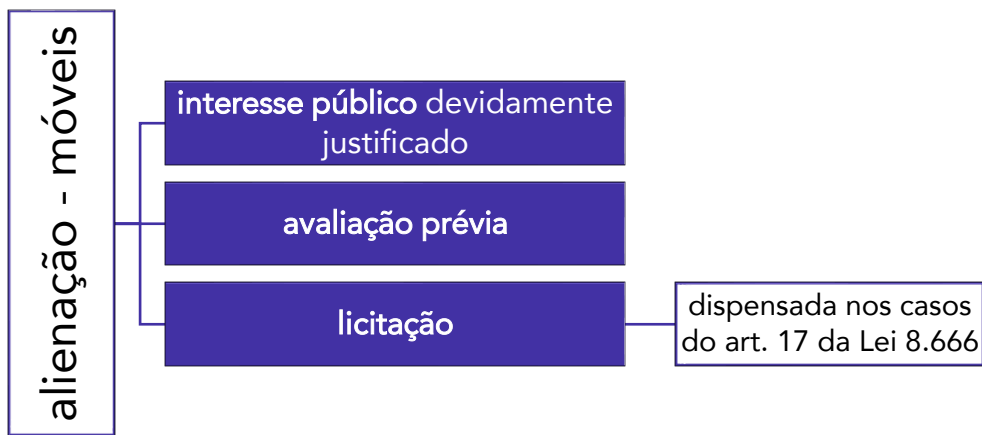 alienação - móveis
interesse público devidamente
justificado
avaliação prévia
licitação
dispensada nos casos
do art. 17 da Lei 8.666